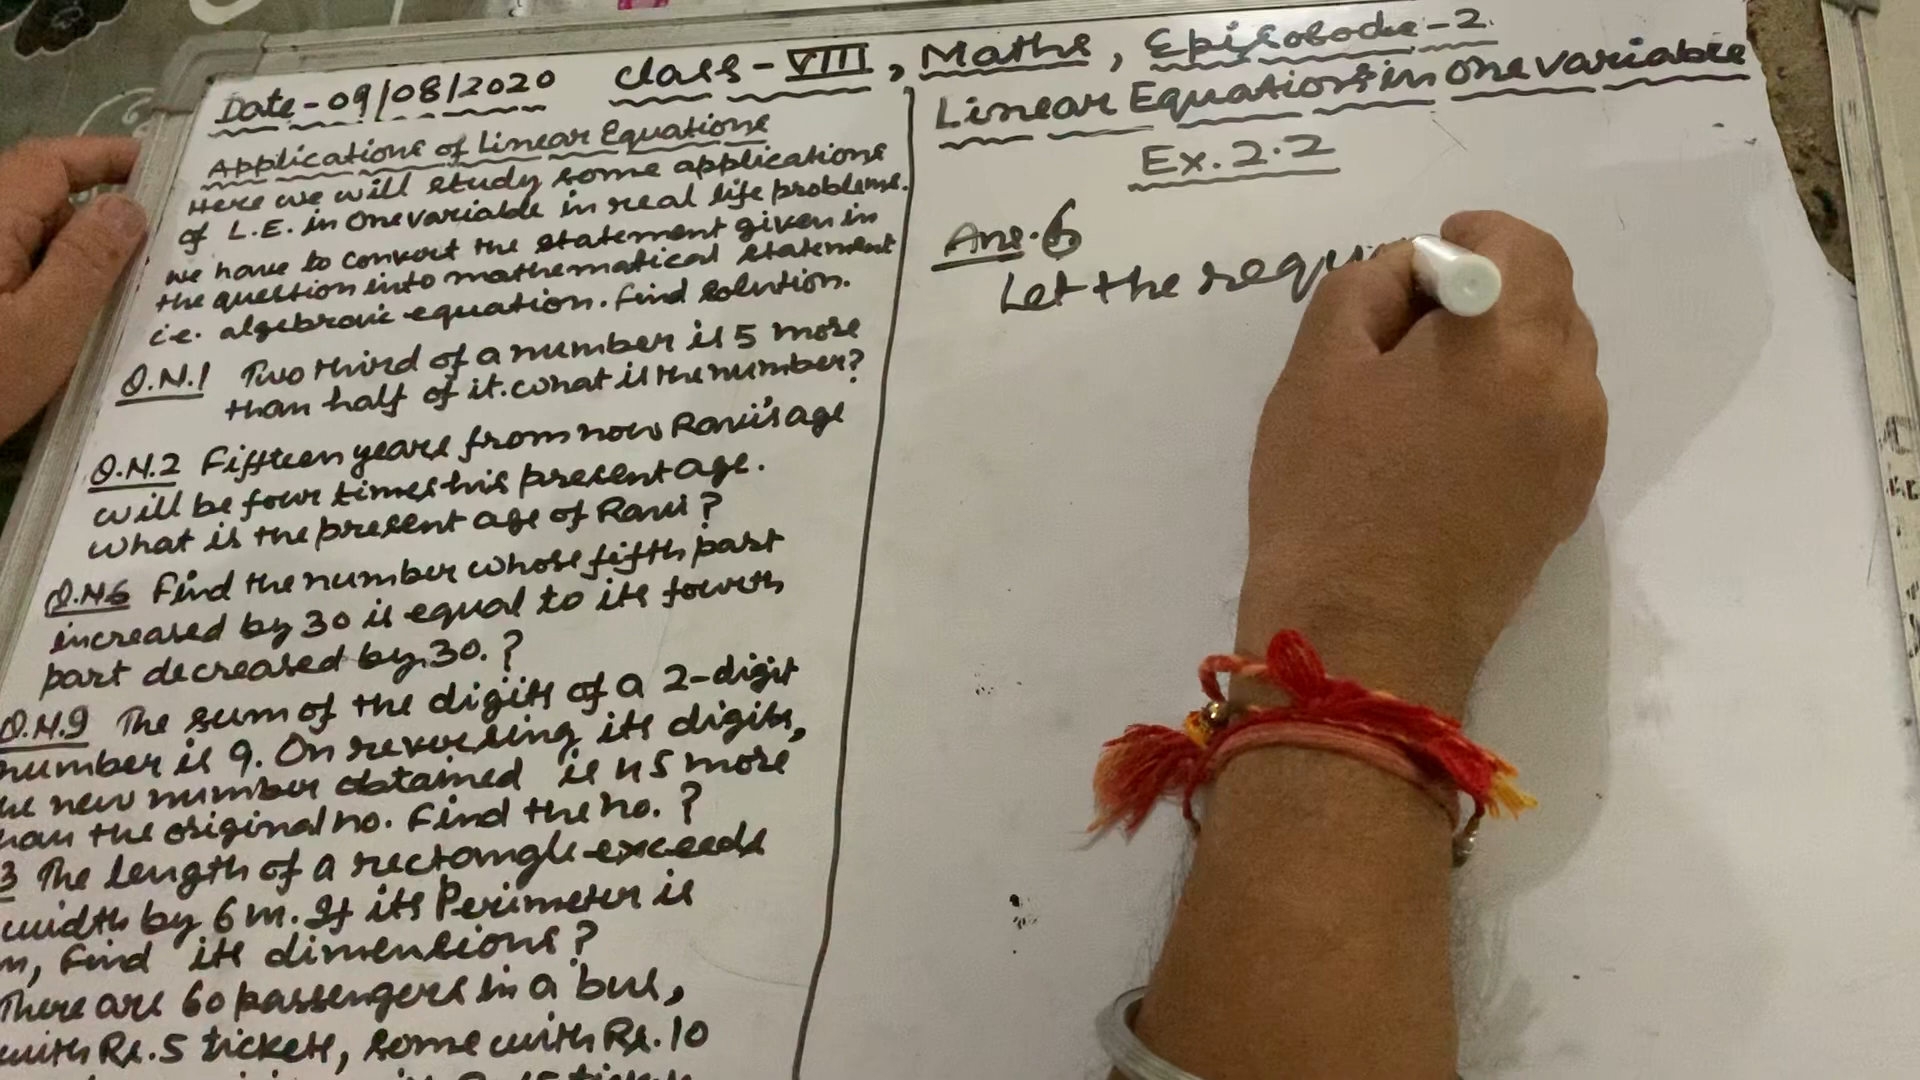 Date-09/08/2020 Class-VIII, Maths, Episobode-2
Applications of Linear Equations
Here we will study some applications
of L.E. in one variable in real life problems.
we have to convert the statement given in
the question into mathematical statement
i.e. algebraic equation. Find solution.
Q.N.1 Two third of a number is 5 more
than half of it. What is the number?
Q.N.2 Fifteen years from now Ravi's age
will be four times his present age.
What is the present age of Ravi?
Q.N6 Find the number whose fifth part
increased by 30 is equal to its fourth
part decreased by 30.?
Q.N.9 The sum of the digits of a 2-digit
number is 9. On reversing its digits,
new number obtained is 45 more
than the original no. Find the no.?
3 The length of a rectangle exceeds
width by 6m. If its Perimeter is
m, find its dimensions?
There are 60 passengers in a bus,
with Rs.5 tickets, some with Rs.10
Linear Equations in one variable
Ex.2.2
Ans.6
Let the requ